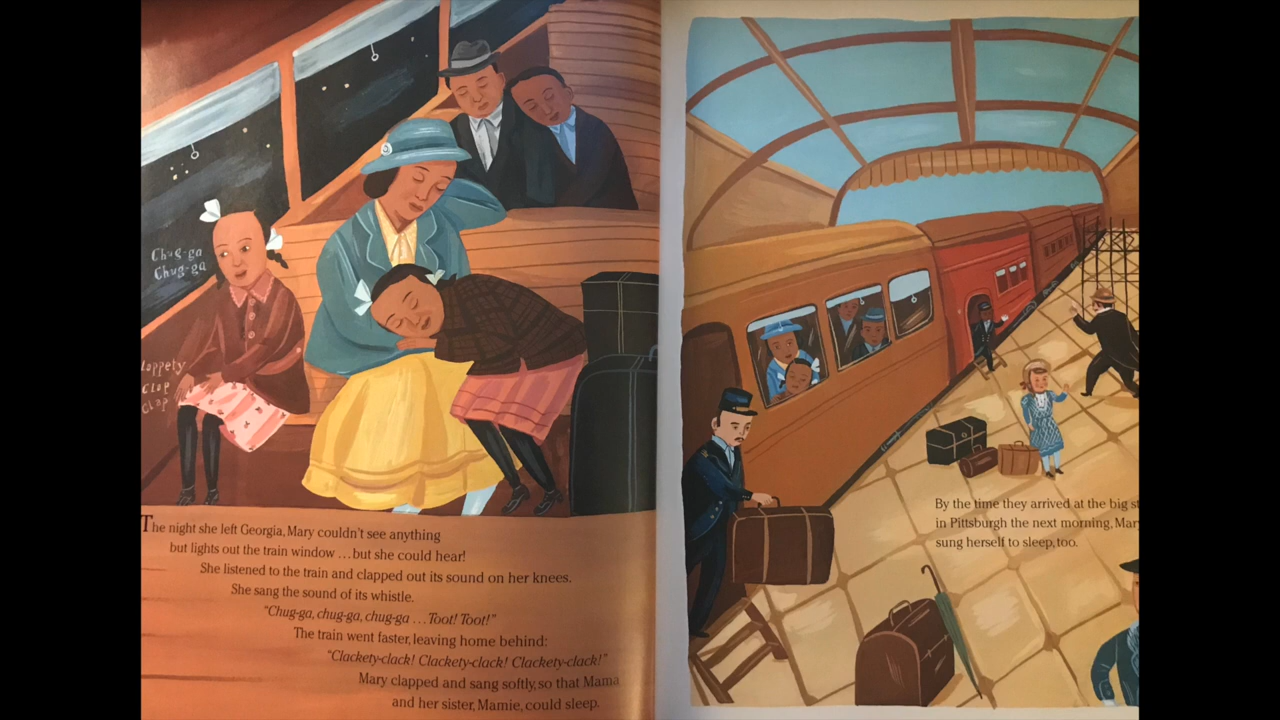 Chug-ga
Chug-ga
Clop
Clap
The night she left Georgia, Mary couldn't see anything
but lights out the train window ... but she could hear!
She listened to the train and clapped out its sound on her knees.
She sang the sound of its whistle.
"Chug-ga, chug-ga, chug-ga ... Toot! Toot!"
The train went faster, leaving home behind:
"Clackety-clack! Clackety-clack! Clackety-clack!"
Mary clapped and sang softly, so that Mama
and her sister, Mamie, could sleep.
By the time they arrived at the big
in Pittsburgh the next morning,
sung herself to sleep, too.